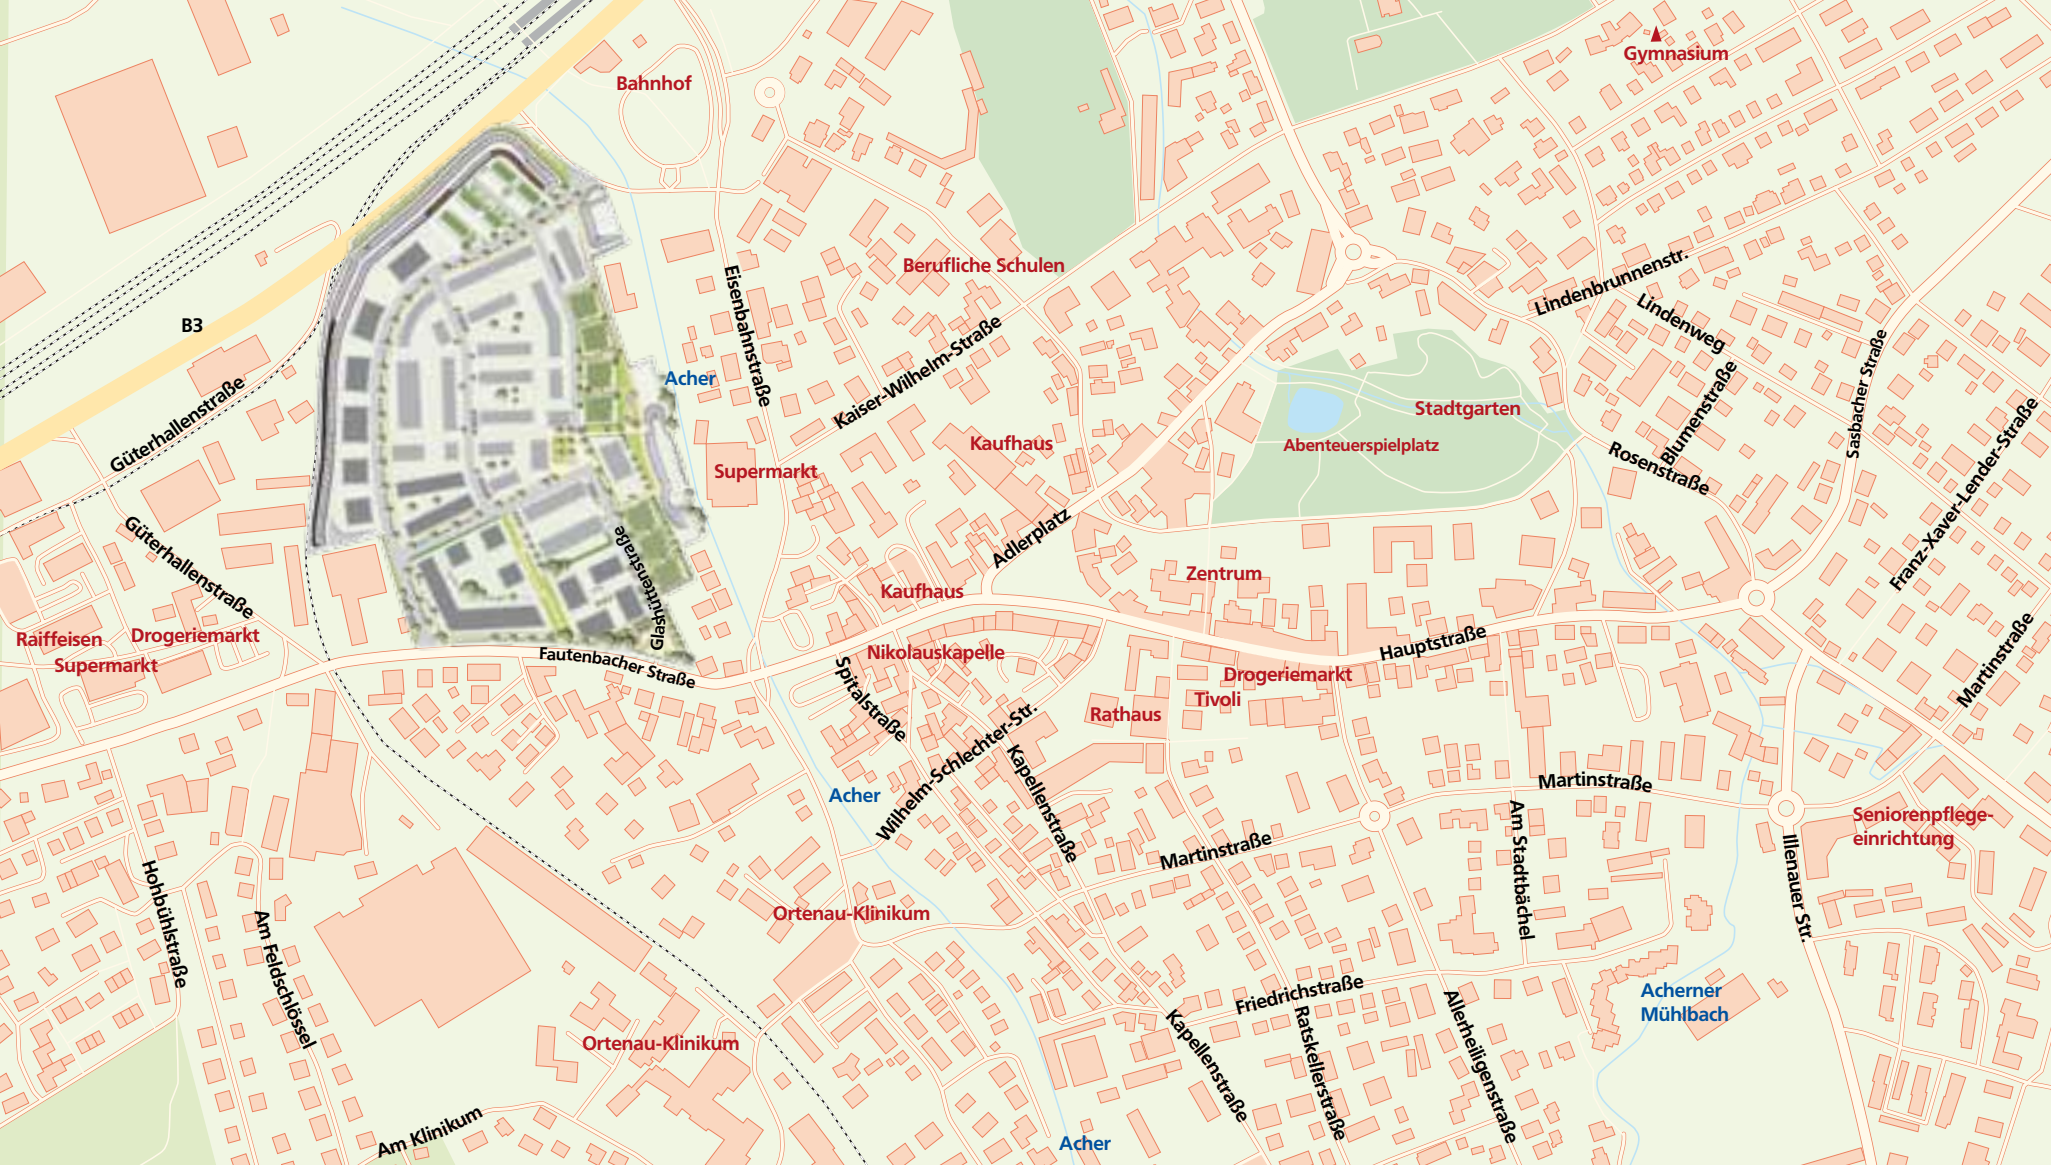 Gymnasium
Bahnhof
Berufliche Schulen
Lindenbrunnenstr.
Eisenbahnstraße
Lindenweg
B3
Kaiser-Wilhelm-Straße
Sasbacher Straße
Acher
Blumenstraße
Stadtgarten
Franz-Xaver-Lender-Straße
Güterhallenstraße
Kaufhaus
Abenteuerspielplatz
Rosenstraße
Supermarkt
Adlerplatz
Güterhallenstraße
Zentrum
Glashüttenstraße
Kaufhaus
Raiffeisen
Drogeriemarkt
Hauptstraße
Martinstraße
Supermarkt
Fautenbacher Straße
Nikolauskapelle
Drogeriemarkt
Spitalstraße
Tivoli
Rathaus
Wilhelm-Schlechter-Str.
Kapellenstraße
Martinstraße
Acher
Seniorenpflege-
einrichtung
Martinstraße
Am Stadtbächel
Illenauer Str.
Hohbühlstraße
Ortenau-Klinikum
Am Feldschlössel
Friedrichstraße
Acherner
Mühlbach
Ortenau-Klinikum
Kapellenstraße
Ratskellerstraße
Allerheiligenstraße
Am Klinikum
Acher